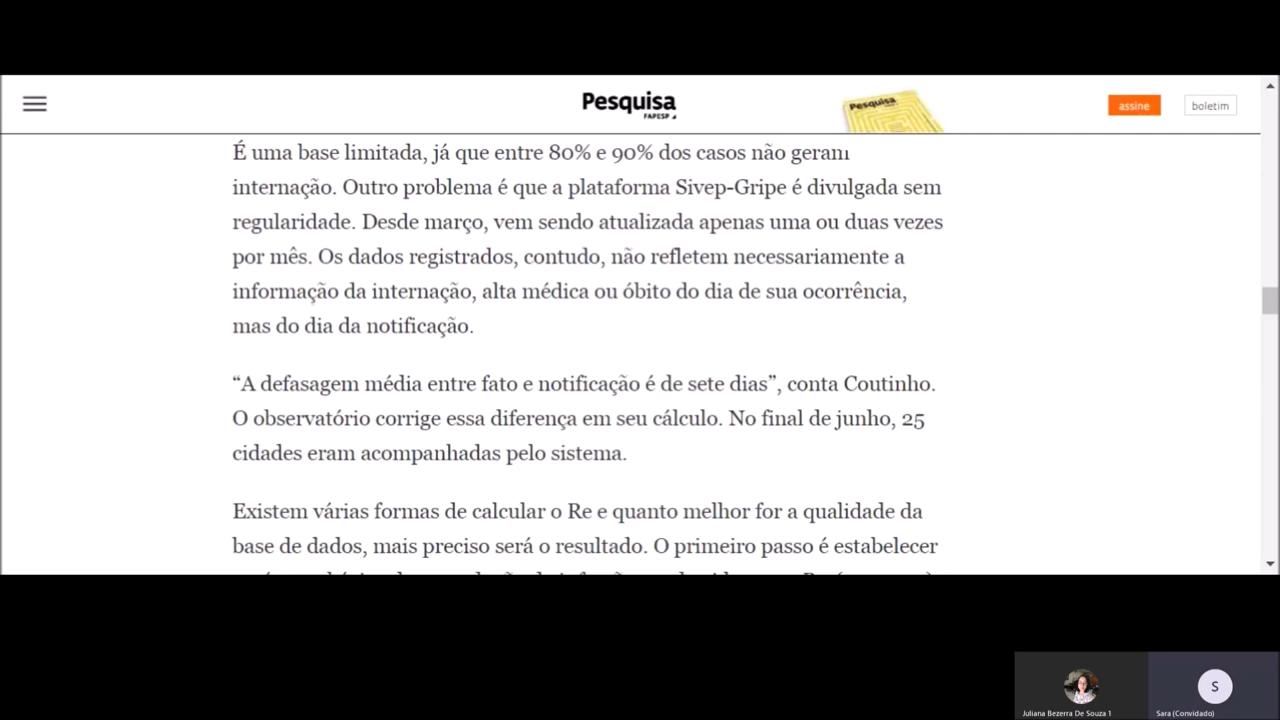 Pesquisa
FAPESP
Pesquisa
assine
boletim
É uma base limitada, já que entre 80% e 90% dos casos não geram
internação. Outro problema é que a plataforma Sivep-Gripe é divulgada sem
regularidade. Desde março, vem sendo atualizada apenas uma ou duas vezes
por mês. Os dados registrados, contudo, não refletem necessariamente a
informação da internação, alta médica ou óbito do dia de sua ocorrência,
mas do dia da notificação.
“A defasagem média entre fato e notificação é de sete dias”, conta Coutinho.
O observatório corrige essa diferença em seu cálculo. No final de junho, 25
cidades eram acompanhadas pelo sistema.
Existem várias formas de calcular o Re e quanto melhor for a qualidade da
base de dados, mais preciso será o resultado. O primeiro passo é estabelecer
S
Juliana Bezerra De Souza 1
Sara (Convidado)